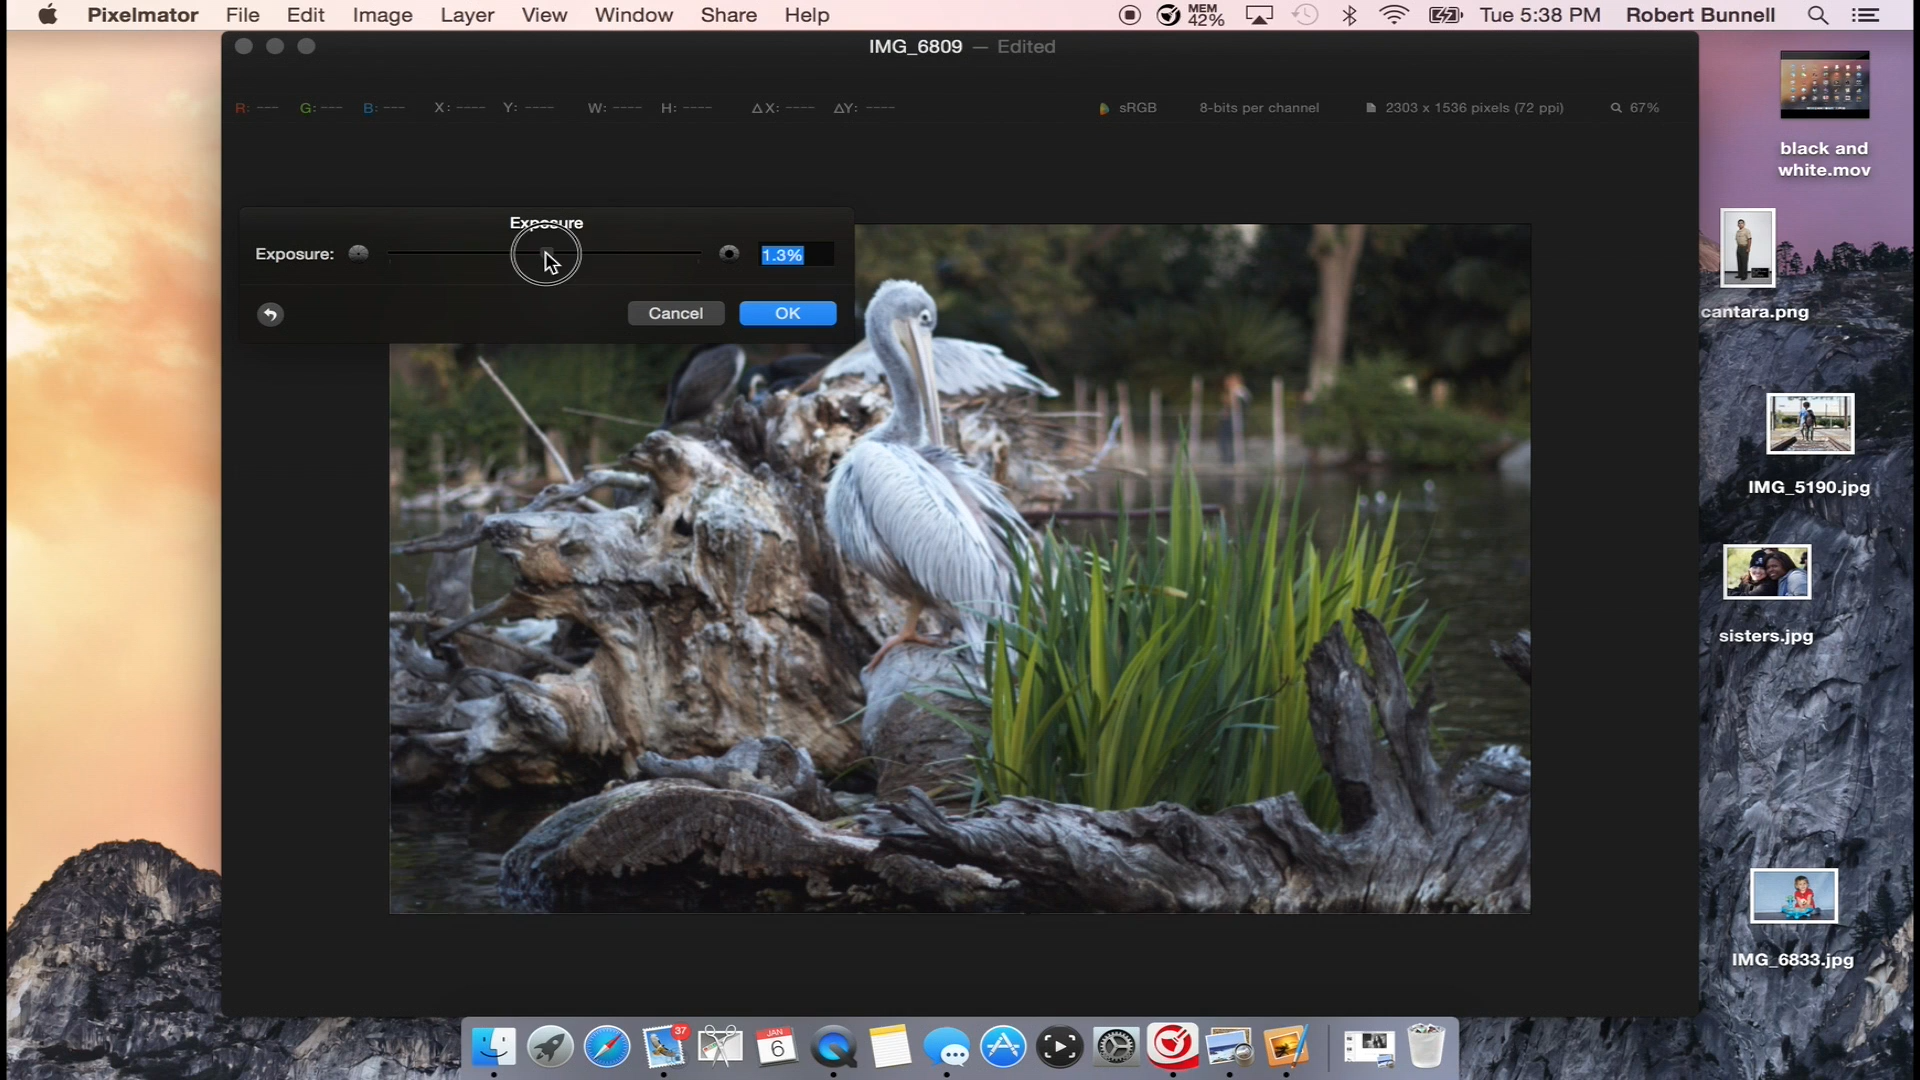 Pixelmator File Edit Image Layer View Window Share Help MEM 42% Tue 5:38 PM Robert Bunnell
IMG_6809 — Edited
R: --- G: --- B: --- X: ---- Y: ---- W: ---- H: ---- ΔX: ---- ΔY: ---- sRGB 8-bits per channel 2303 x 1536 pixels (72 ppi) 67%
Exposure
Exposure: 1.3%
Cancel OK
black and
white.mov
cantara.png
IMG_5190.jpg
sisters.jpg
IMG_6833.jpg
37
JAN
6